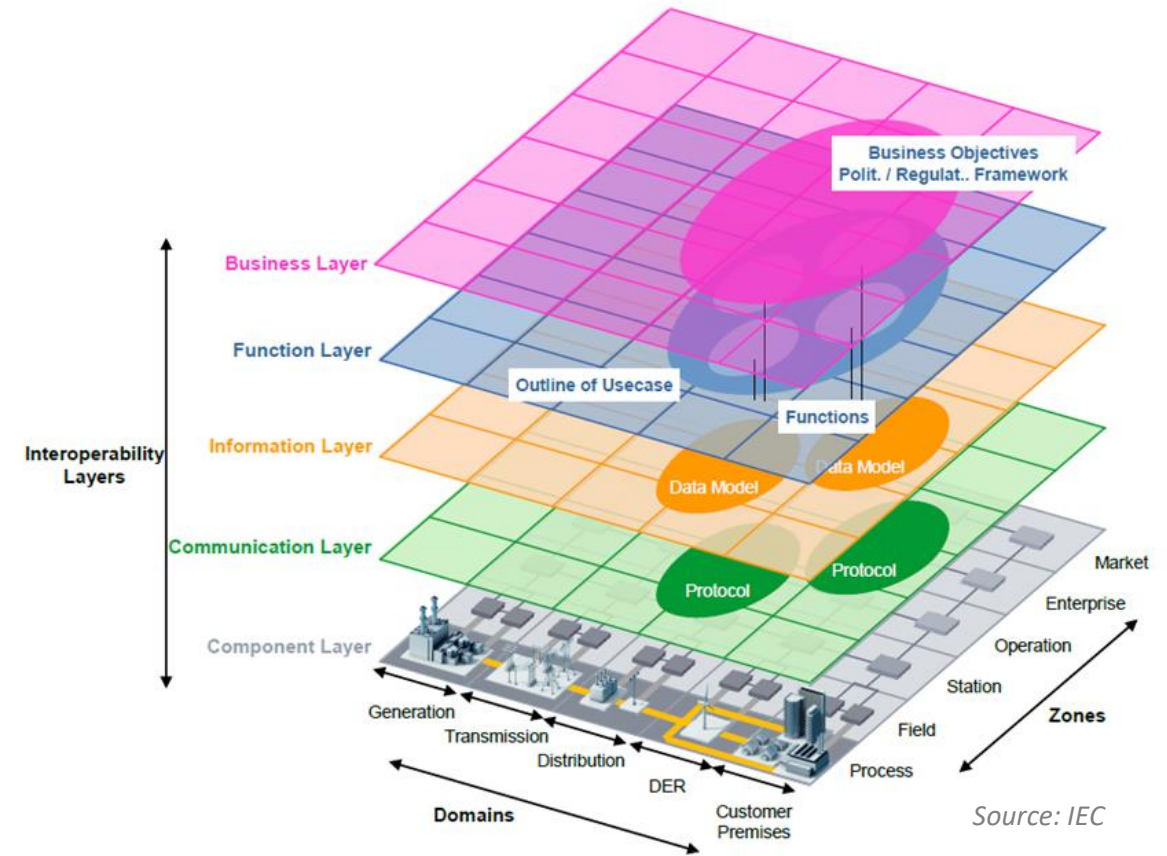 Business Objectives
Polit. / Regulat.. Framework
Business Layer
Function Layer
Outline of Usecase
Functions
Information Layer
Interoperability
Layers
Data Model
Data Model
Communication Layer
Protocol
Protocol
Component Layer
Market
Enterprise
Operation
Station
Field
Process
Zones
Generation
Transmission
Distribution
DER
Customer
Premises
Domains
Source: IEC